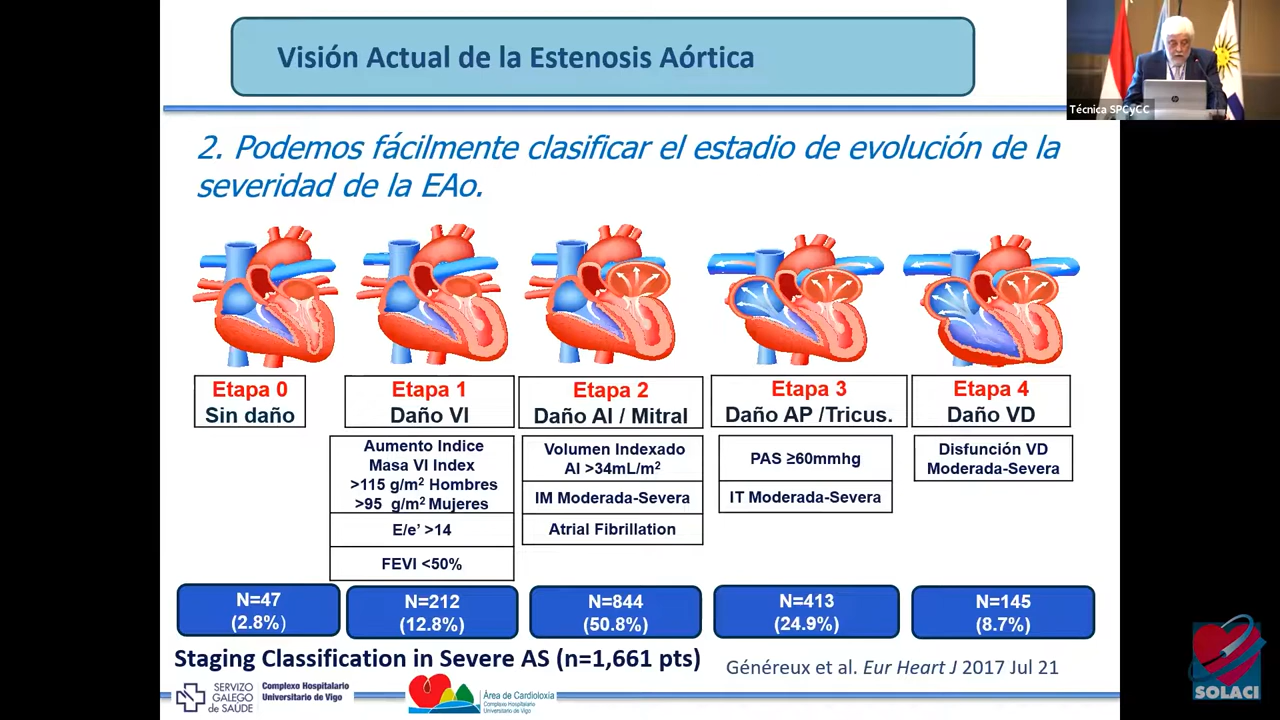 Visión Actual de la Estenosis Aórtica
Técnica SPCyCC
2. Podemos fácilmente clasificar el estadio de evolución de la
severidad de la EAo.
Etapa 0
Sin daño
Etapa 1
Daño VI
Etapa 2
Daño AI / Mitral
Etapa 3
Daño AP /Tricus.
Etapa 4
Daño VD
Aumento Indice
Masa VI Index
>115 g/m² Hombres
>95 g/m² Mujeres
E/e’ >14
FEVI <50%
Volumen Indexado
AI >34mL/m²
IM Moderada-Severa
Atrial Fibrillation
PAS ≥60mmhg
IT Moderada-Severa
Disfunción VD
Moderada-Severa
N=47
(2.8%)
N=212
(12.8%)
N=844
(50.8%)
N=413
(24.9%)
N=145
(8.7%)
Staging Classification in Severe AS (n=1,661 pts)
Généreux et al. Eur Heart J 2017 Jul 21
SERVIZO
GALEGO
de SAÚDE
Complexo Hospitalario
Universitario de Vigo
Área de Cardioloxía
Complexo Hospitalario
Universitario de Vigo
SOLACI
hp